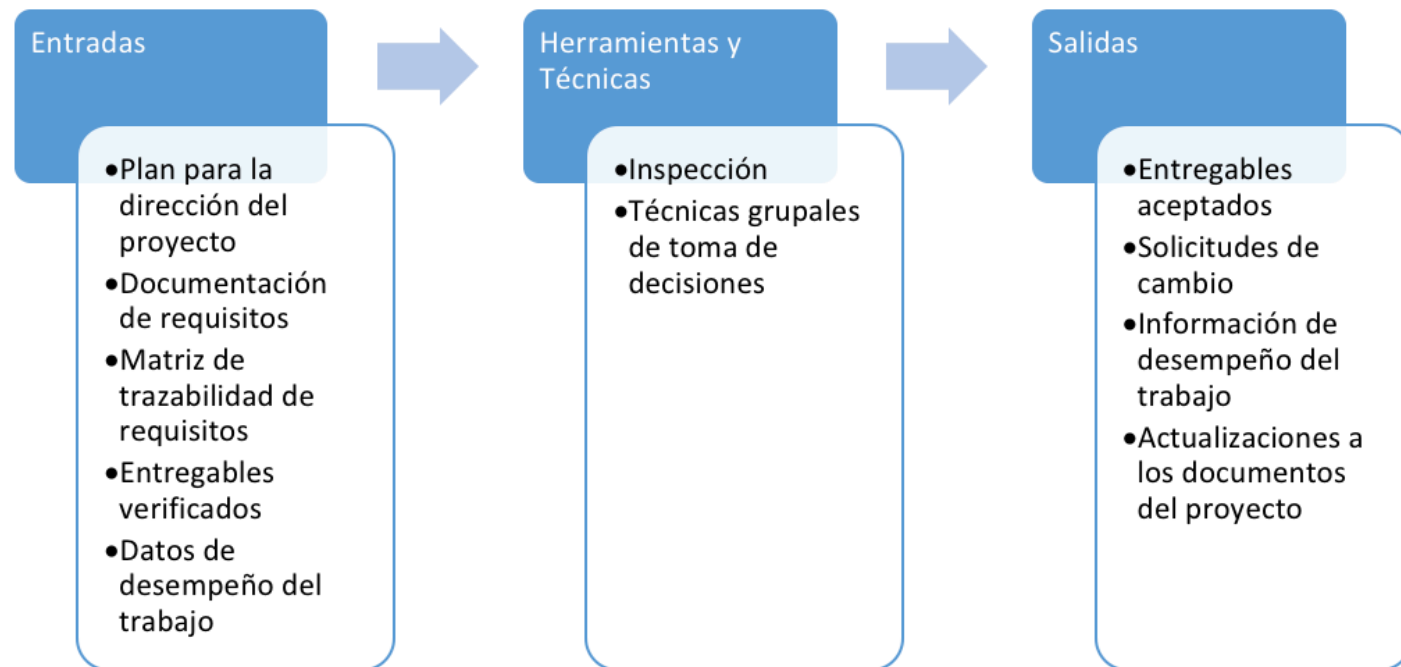 Entradas
•Plan para la
dirección del
proyecto
•Documentación
de requisitos
•Matriz de
trazabilidad de
requisitos
•Entregables
verificados
•Datos de
desempeño del
trabajo
Herramientas y
Técnicas
•Inspección
•Técnicas grupales
de toma de
decisiones
Salidas
•Entregables
aceptados
•Solicitudes de
cambio
•Información de
desempeño del
trabajo
•Actualizaciones a
los documentos
del proyecto